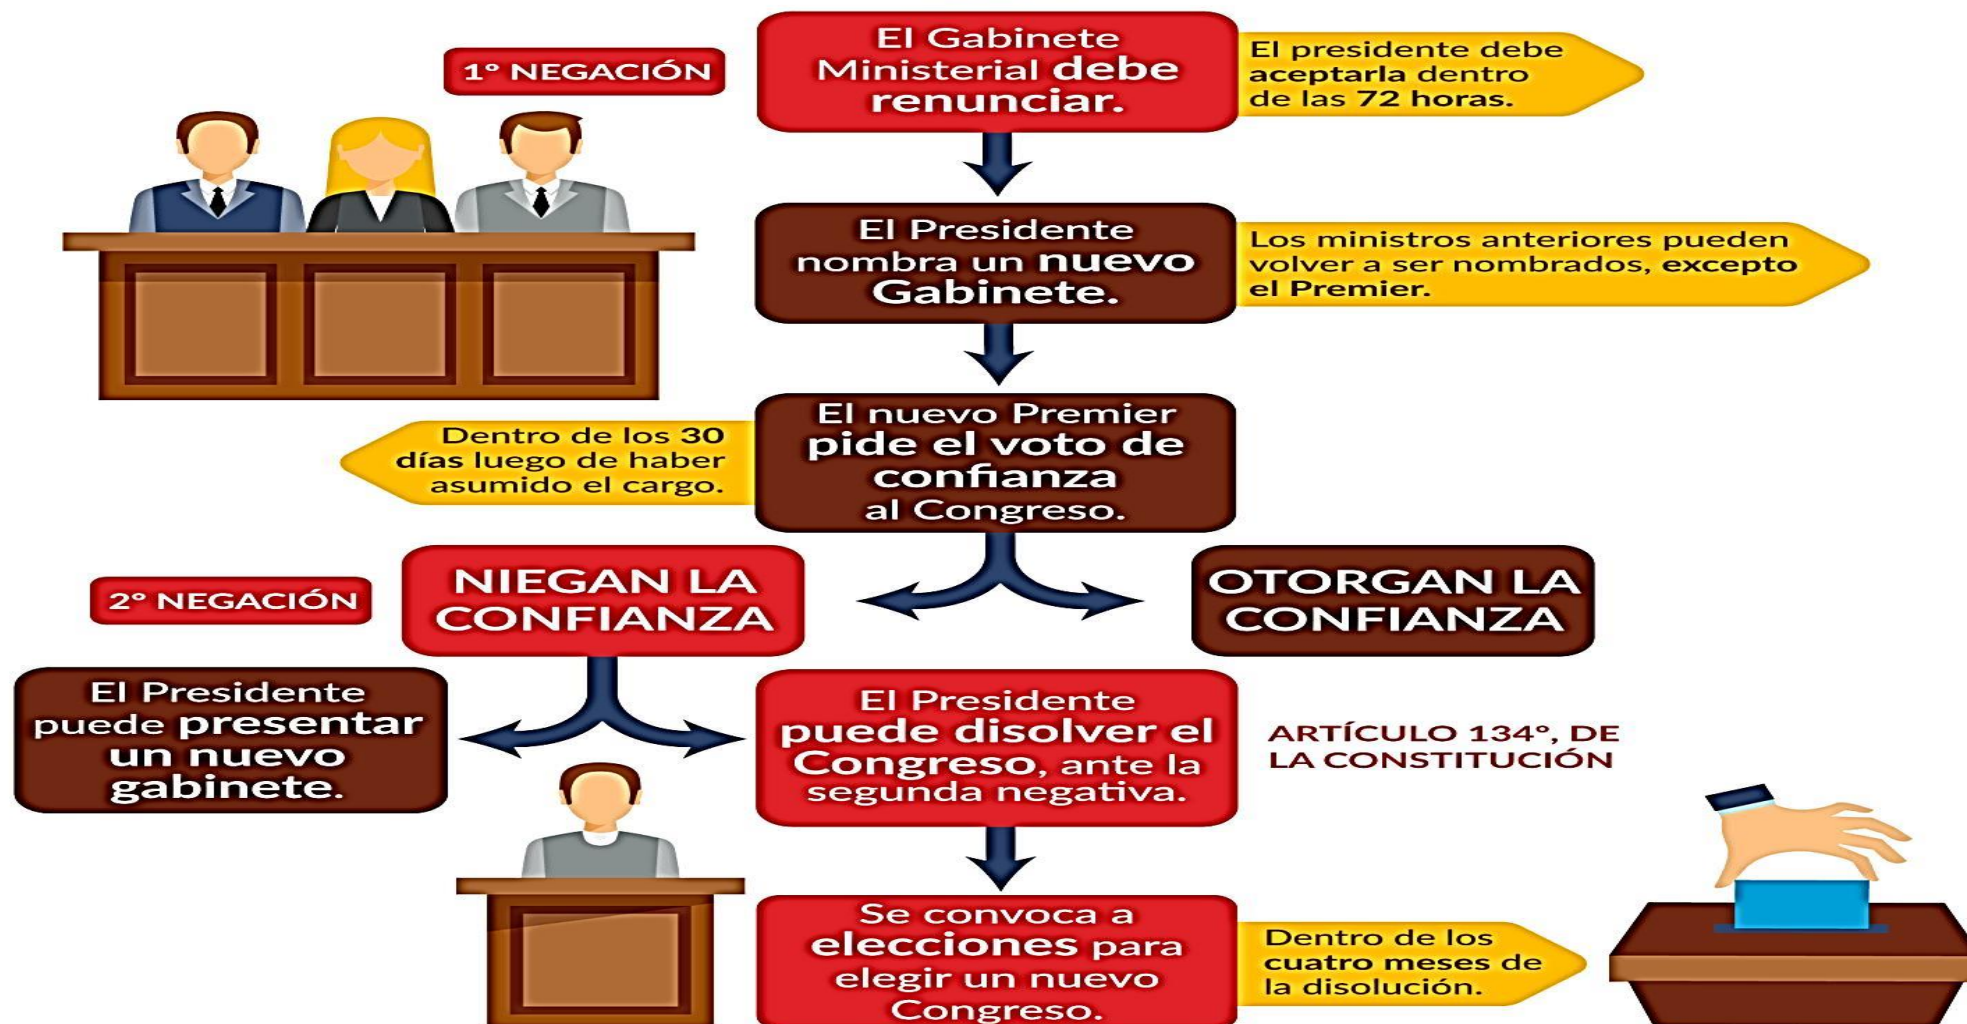 1º NEGACIÓN
El Gabinete
Ministerial debe
renunciar.
El presidente debe
aceptarla dentro
de las 72 horas.
El Presidente
nombra un nuevo
Gabinete.
Los ministros anteriores pueden
volver a ser nombrados, excepto
el Premier.
El nuevo Premier
pide el voto de
confianza
al Congreso.
Dentro de los 30
días luego de haber
asumido el cargo.
2º NEGACIÓN
NIEGAN LA
CONFIANZA
OTORGAN LA
CONFIANZA
El Presidente
puede presentar
un nuevo
gabinete.
El Presidente
puede disolver el
Congreso, ante la
segunda negativa.
ARTÍCULO 134º, DE
LA CONSTITUCIÓN
Se convoca a
elecciones para
elegir un nuevo
Congreso.
Dentro de los
cuatro meses de
la disolución.